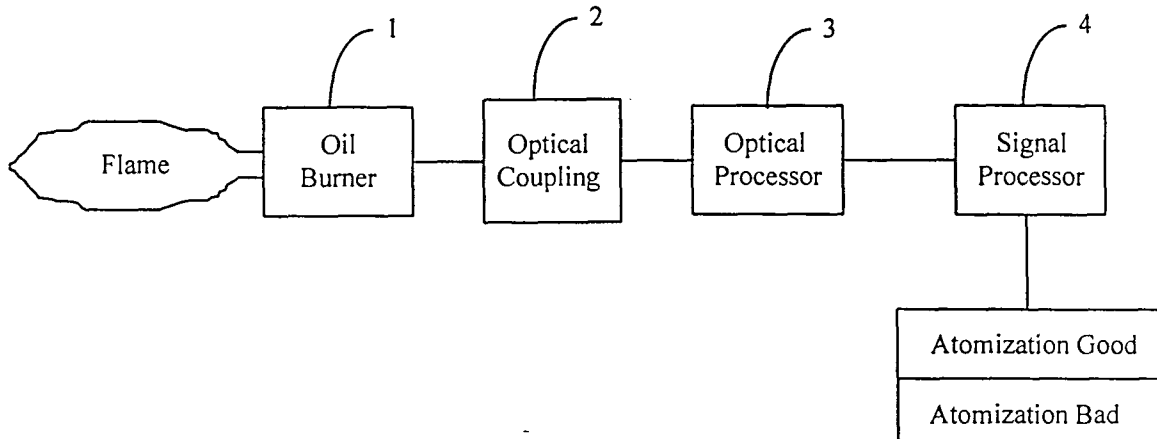 1
2
3
4
Flame
Oil
Burner
Optical
Coupling
Optical
Processor
Signal
Processor
Atomization Good
Atomization Bad